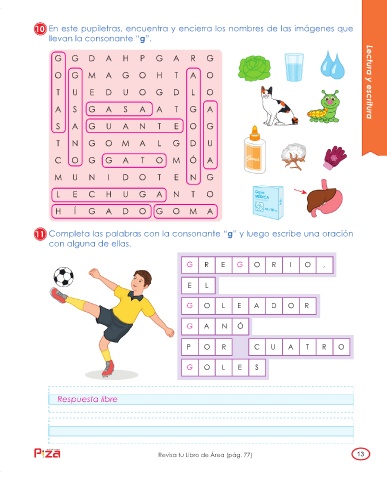 10 En este pupiletras, encuentra y encierra los nombres de las imágenes que
llevan la consonante "g".
G G D A H P G A R G
O G M A G O H T A O
T U E D U O G D L O
A S G A S A A T G A
S A G U A N T E O G
T N G O M A L G D U
C O G G A T O M Ó A
M U N I D O T E N G
L E C H U G A N T O
H Í G A D O G O M A
Lectura y escritura
11 Completa las palabras con la consonante "g" y luego escribe una oración
con alguna de ellas.
G R E G O R I O ,
E L
G O L E A D O R
G A N Ó
P O R C U A T R O
G O L E S
Respuesta libre
Pizza
Revisa tu Libro de Área (pág. 77)
13